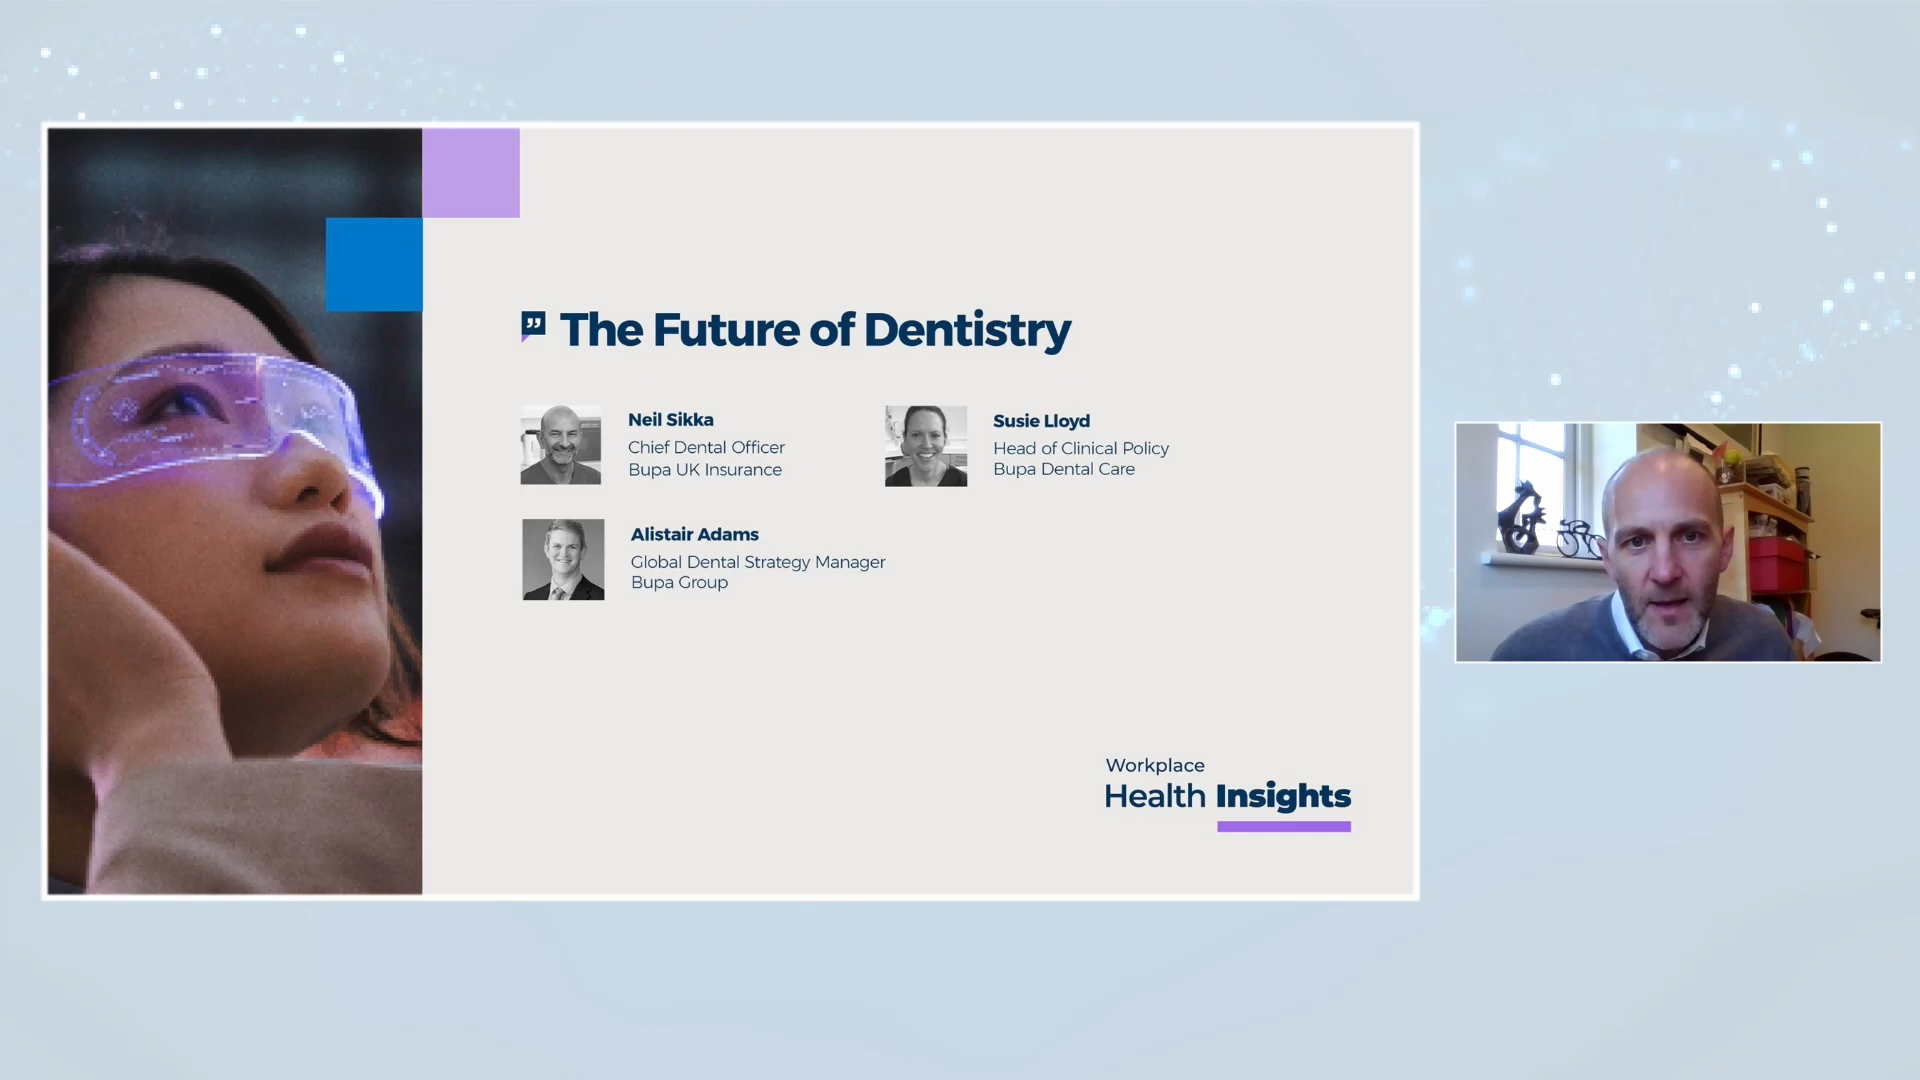 The Future of Dentistry
Neil Sikka
Chief Dental Officer
Bupa UK Insurance
Susie Lloyd
Head of Clinical Policy
Bupa Dental Care
Alistair Adams
Global Dental Strategy Manager
Bupa Group
Workplace
Health Insights